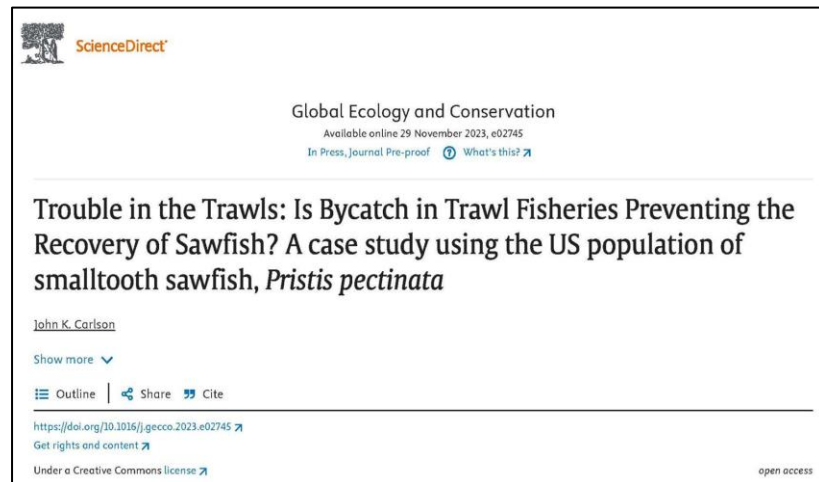 ScienceDirect
Global Ecology and Conservation
Available online 29 November 2023, e02745
In Press, Journal Pre-proof ? What's this? ↗
Trouble in the Trawls: Is Bycatch in Trawl Fisheries Preventing the
Recovery of Sawfish? A case study using the US population of
smalltooth sawfish, Pristis pectinata
John K. Carlson
Show more
Outline | Share Cite
https://doi.org/10.1016/j.gecco.2023.e02745 ↗
Get rights and content ↗
Under a Creative Commons license ↗ open access